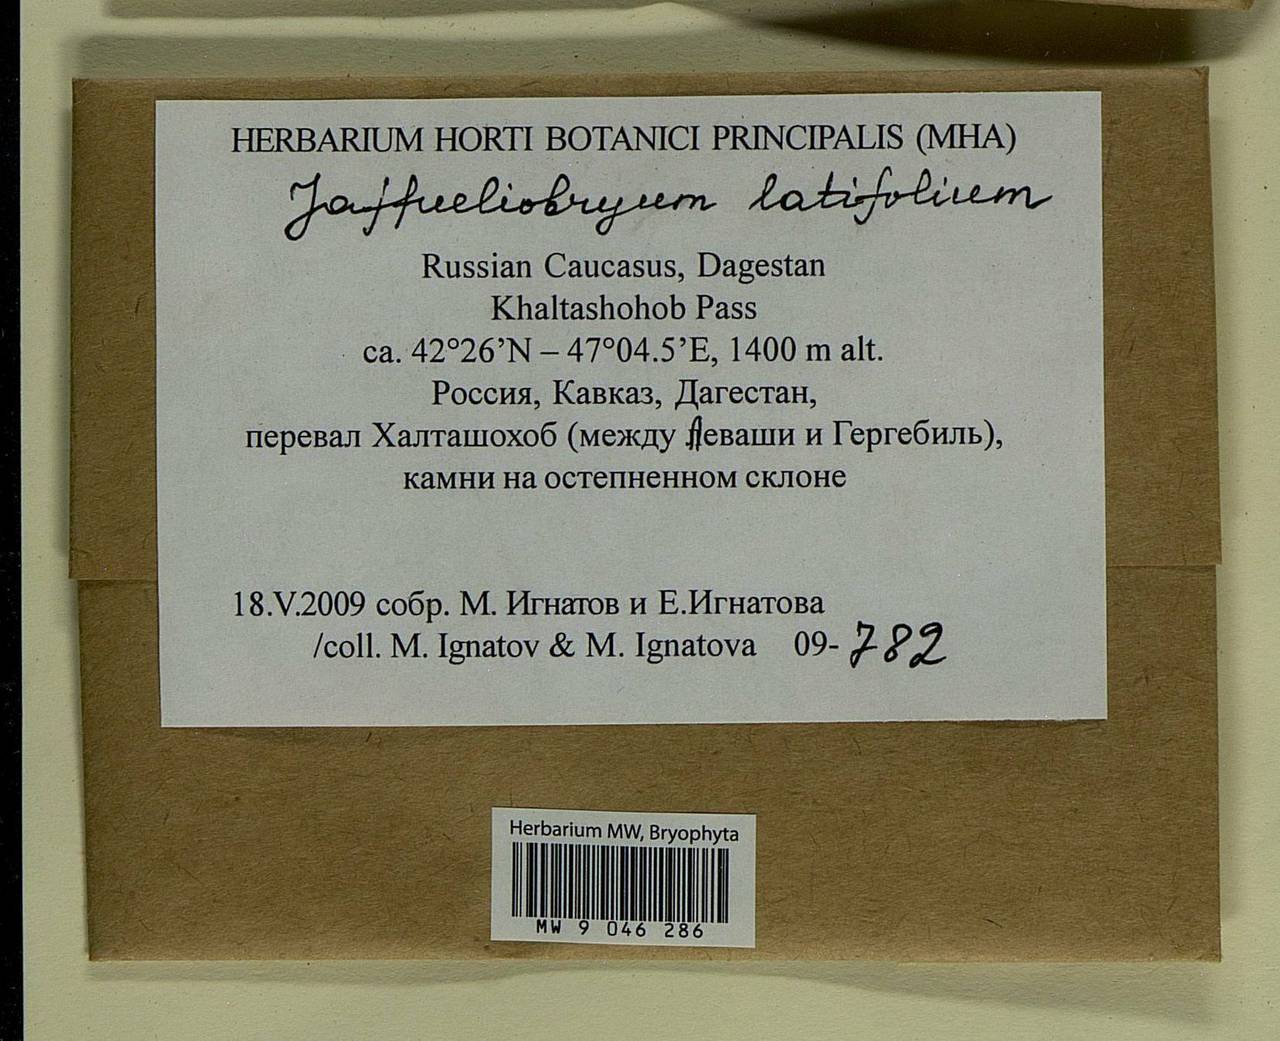 HERBARIUM HORTI BOTANICI PRINCIPALIS (MHA)
Jaffueliobryum latifolium
Russian Caucasus, Dagestan
Khaltashohob Pass
ca. 42°26’N – 47°04.5’E, 1400 m alt.
Россия, Кавказ, Дагестан,
перевал Халташохоб (между Леваши и Гергебиль),
камни на остепненном склоне
18.V.2009 собр. М. Игнатов и Е.Игнатова
/coll. M. Ignatov & M. Ignatova 09-782
Herbarium MW, Bryophyta
MW 9 046 286